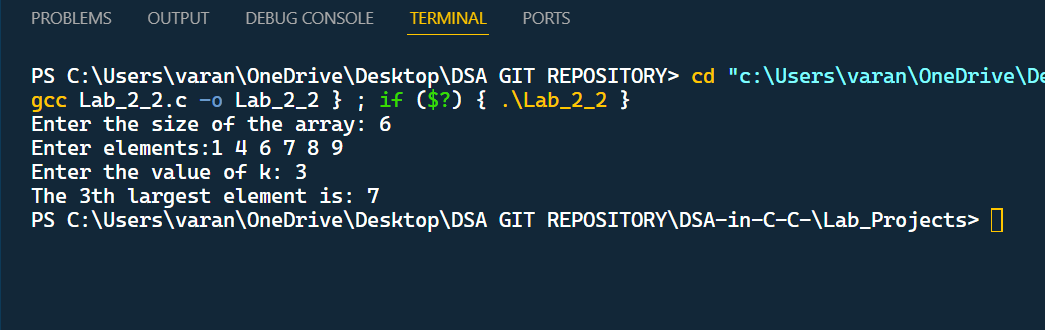 PROBLEMS OUTPUT DEBUG CONSOLE TERMINAL PORTS
PS C:\Users\varan\OneDrive\Desktop\DSA GIT REPOSITORY> cd "c:\Users\varan\OneDrive\De
gcc Lab_2_2.c -o Lab_2_2 } ; if ($?) { .\Lab_2_2 }
Enter the size of the array: 6
Enter elements:1 4 6 7 8 9
Enter the value of k: 3
The 3th largest element is: 7
PS C:\Users\varan\OneDrive\Desktop\DSA GIT REPOSITORY\DSA-in-C-C-\Lab_Projects>